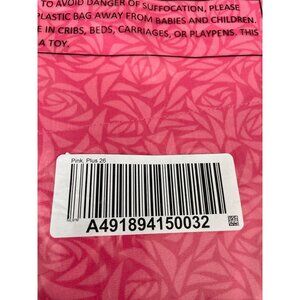 TO AVOID DANGER OF SUFFOCATION, PLEASE
PLASTIC BAG AWAY FROM BABIES AND CHILDREN.
E IN CRIBS, BEDS, CARRIAGES, OR PLAYPENS. THIS
A TOY.
Pink, Plus 26
A491894150032